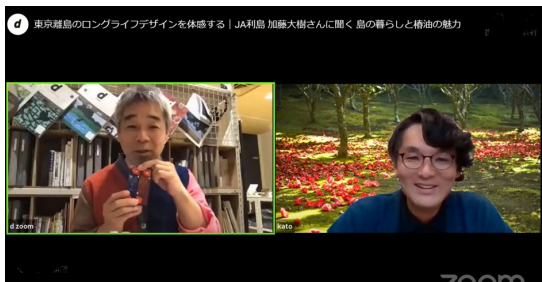 d
東京離島のロングライフデザインを体感する｜JA利島 加藤大樹さんに聞く 島の暮らしと椿油の魅力
d zoom
kato
zoom